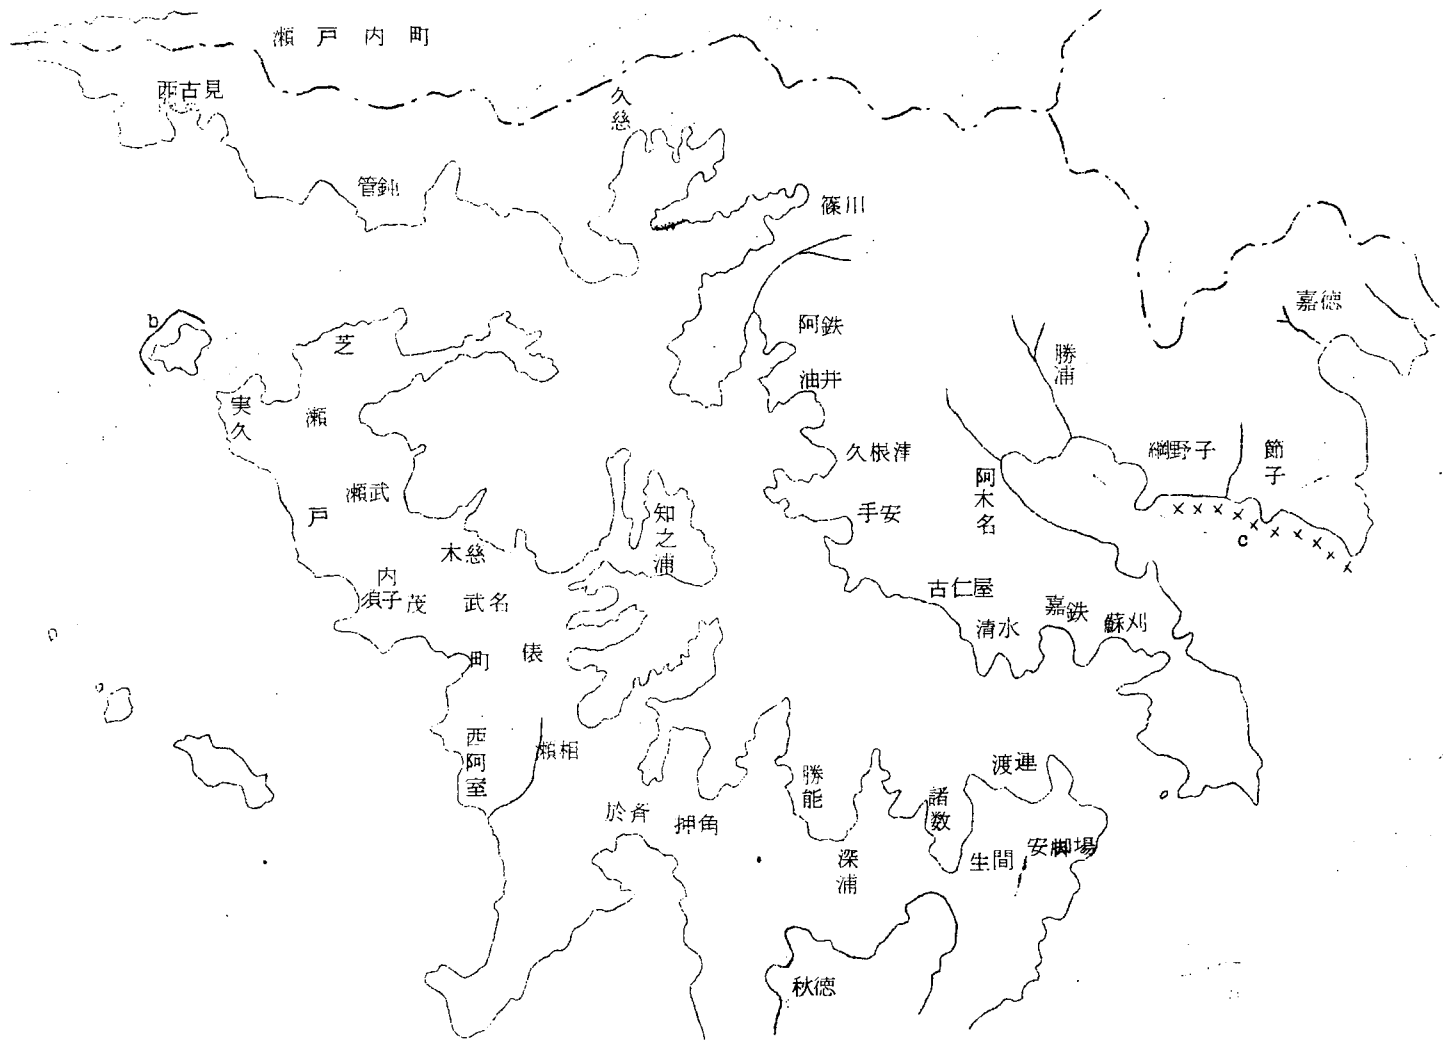 瀬戸内町
西古見
久慈
管鈍
篠川
嘉徳
b
阿鉄
芝
勝浦
油井
実久
瀬
綱野子
節子
久根津
阿木名
瀬武
戸
知之浦
手安
c
木慈
内
須子茂
武名
古仁屋
嘉鉄
蘇刈
清水
俵
町
西阿室
瀬相
渡連
勝能
諸数
於斉
押角
安脚場
生間
深浦
秋徳